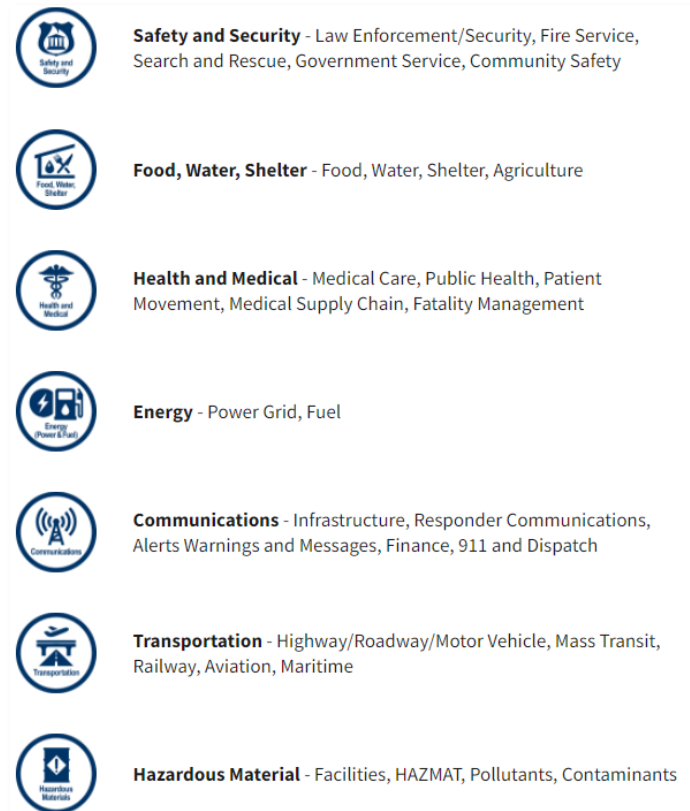 Safety and
Security
Safety and Security - Law Enforcement/Security, Fire Service,
Search and Rescue, Government Service, Community Safety
Food, Water,
Shelter
Food, Water, Shelter - Food, Water, Shelter, Agriculture
Health and
Medical
Health and Medical - Medical Care, Public Health, Patient
Movement, Medical Supply Chain, Fatality Management
Energy
(Power & Fuel)
Energy - Power Grid, Fuel
Communications
Communications - Infrastructure, Responder Communications,
Alerts Warnings and Messages, Finance, 911 and Dispatch
Transportation
Transportation - Highway/Roadway/Motor Vehicle, Mass Transit,
Railway, Aviation, Maritime
Hazardous
Materials
Hazardous Material - Facilities, HAZMAT, Pollutants, Contaminants